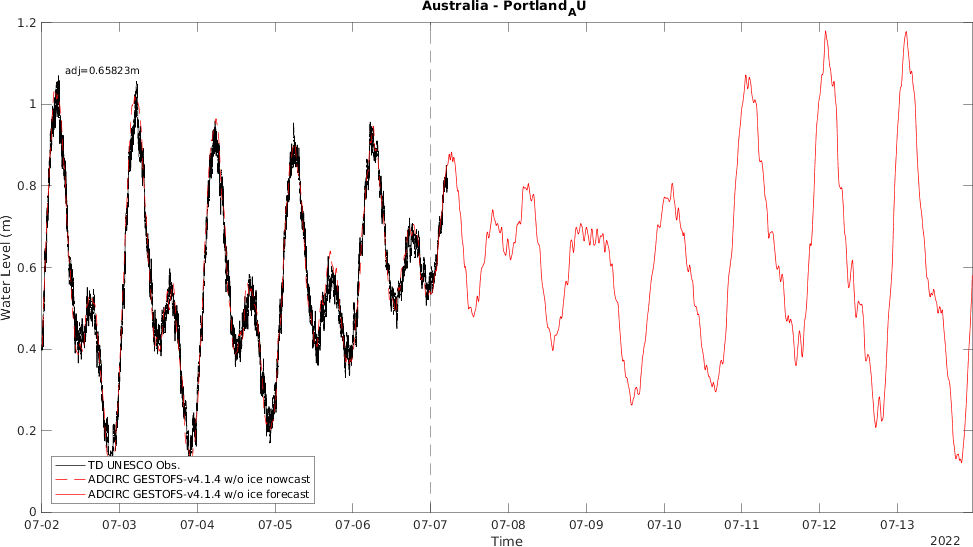 Australia - Portland_AU
adj=0.65823m
1.2
1
0.8
0.6
0.4
0.2
0
Water Level (m)
TD UNESCO Obs.
ADCIRC GESTOFS-v4.1.4 w/o ice nowcast
ADCIRC GESTOFS-v4.1.4 w/o ice forecast
07-02 07-03 07-04 07-05 07-06 07-07 07-08 07-09 07-10 07-11 07-12 07-13
Time
2022